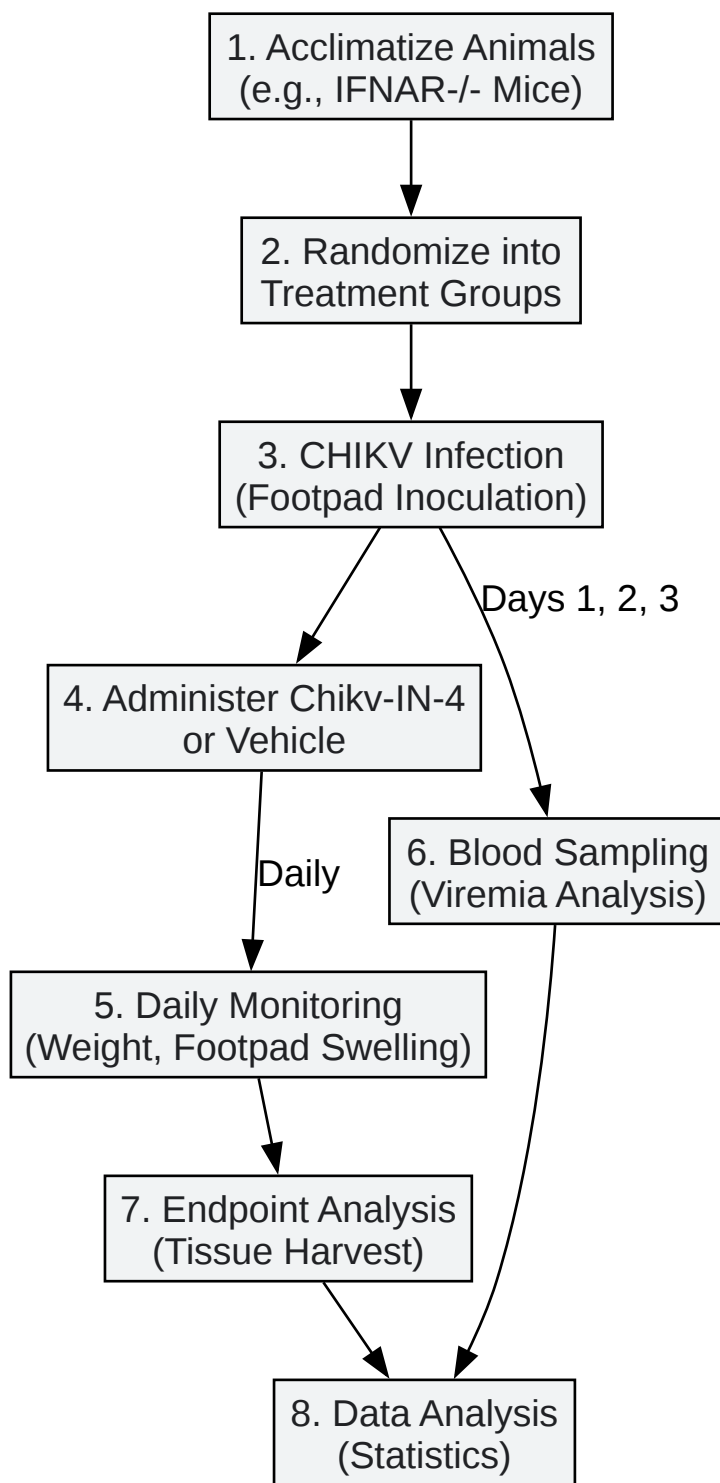 1. Acclimatize Animals
(e.g., IFNAR-/- Mice)
2. Randomize into
Treatment Groups
3. CHIKV Infection
(Footpad Inoculation)
Days 1, 2, 3
4. Administer Chikv-IN-4
or Vehicle
Daily
6. Blood Sampling
(Viremia Analysis)
5. Daily Monitoring
(Weight, Footpad Swelling)
7. Endpoint Analysis
(Tissue Harvest)
8. Data Analysis
(Statistics)